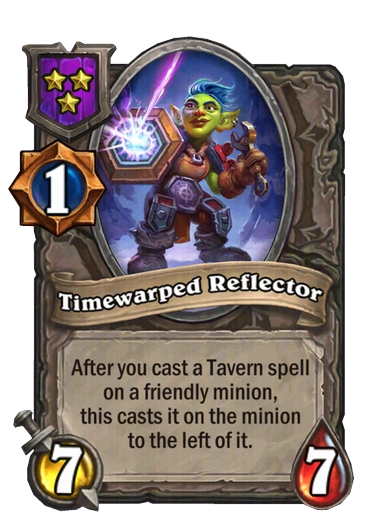 1
Timewarped Reflector
After you cast a Tavern spell
on a friendly minion,
this casts it on the minion
to the left of it.
7
7